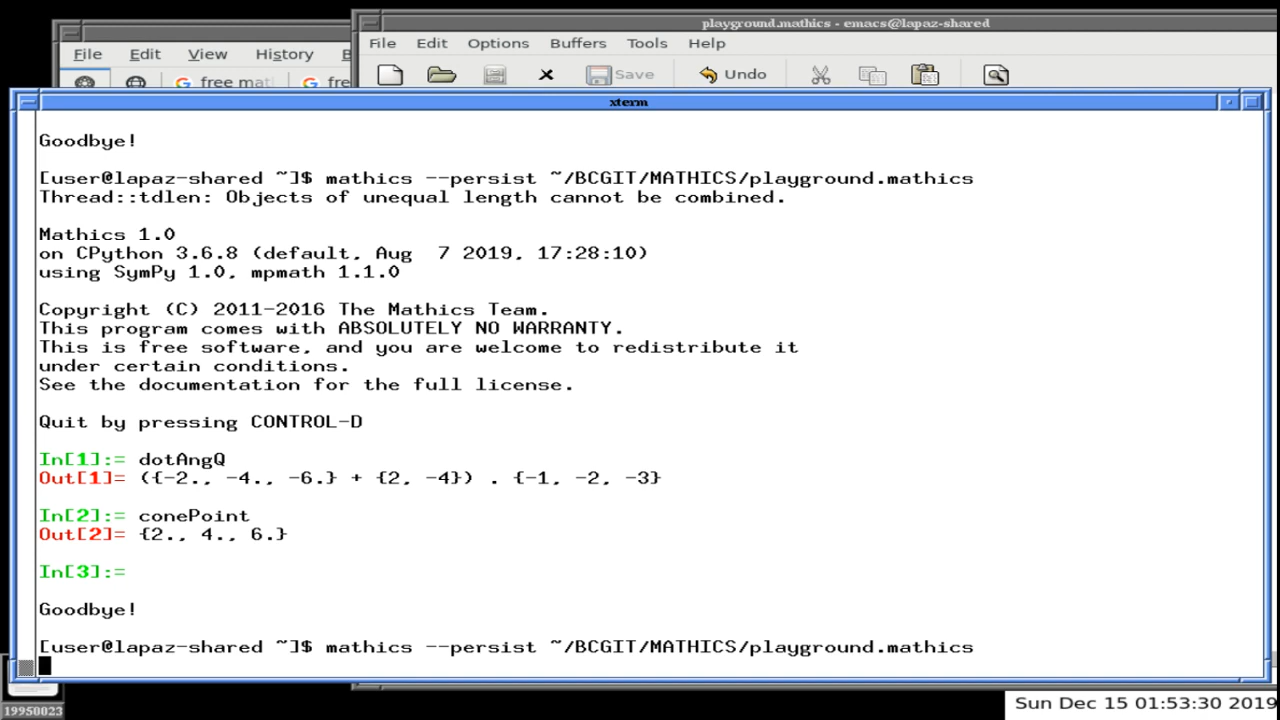 playground.mathics - emacs@lapaz-shared
File Edit View History
File Edit Options Buffers Tools Help
free mat
fre
Save
Undo
xterm
Goodbye!
[user@lapaz-shared ~]$ mathics --persist ~/BCGIT/MATHICS/playground.mathics
Thread::tdlen: Objects of unequal length cannot be combined.
Mathics 1.0
on CPython 3.6.8 (default, Aug  7 2019, 17:28:10)
using SymPy 1.0, mpmath 1.1.0
Copyright (C) 2011-2016 The Mathics Team.
This program comes with ABSOLUTELY NO WARRANTY.
This is free software, and you are welcome to redistribute it
under certain conditions.
See the documentation for the full license.
Quit by pressing CONTROL-D
In[1]:= dotAngQ
Out[1]= ({-2., -4., -6.} + {2, -4}) . {-1, -2, -3}
In[2]:= conePoint
Out[2]= {2., 4., 6.}
In[3]:=
Goodbye!
[user@lapaz-shared ~]$ mathics --persist ~/BCGIT/MATHICS/playground.mathics
19950023
Sun Dec 15 01:53:30 2019